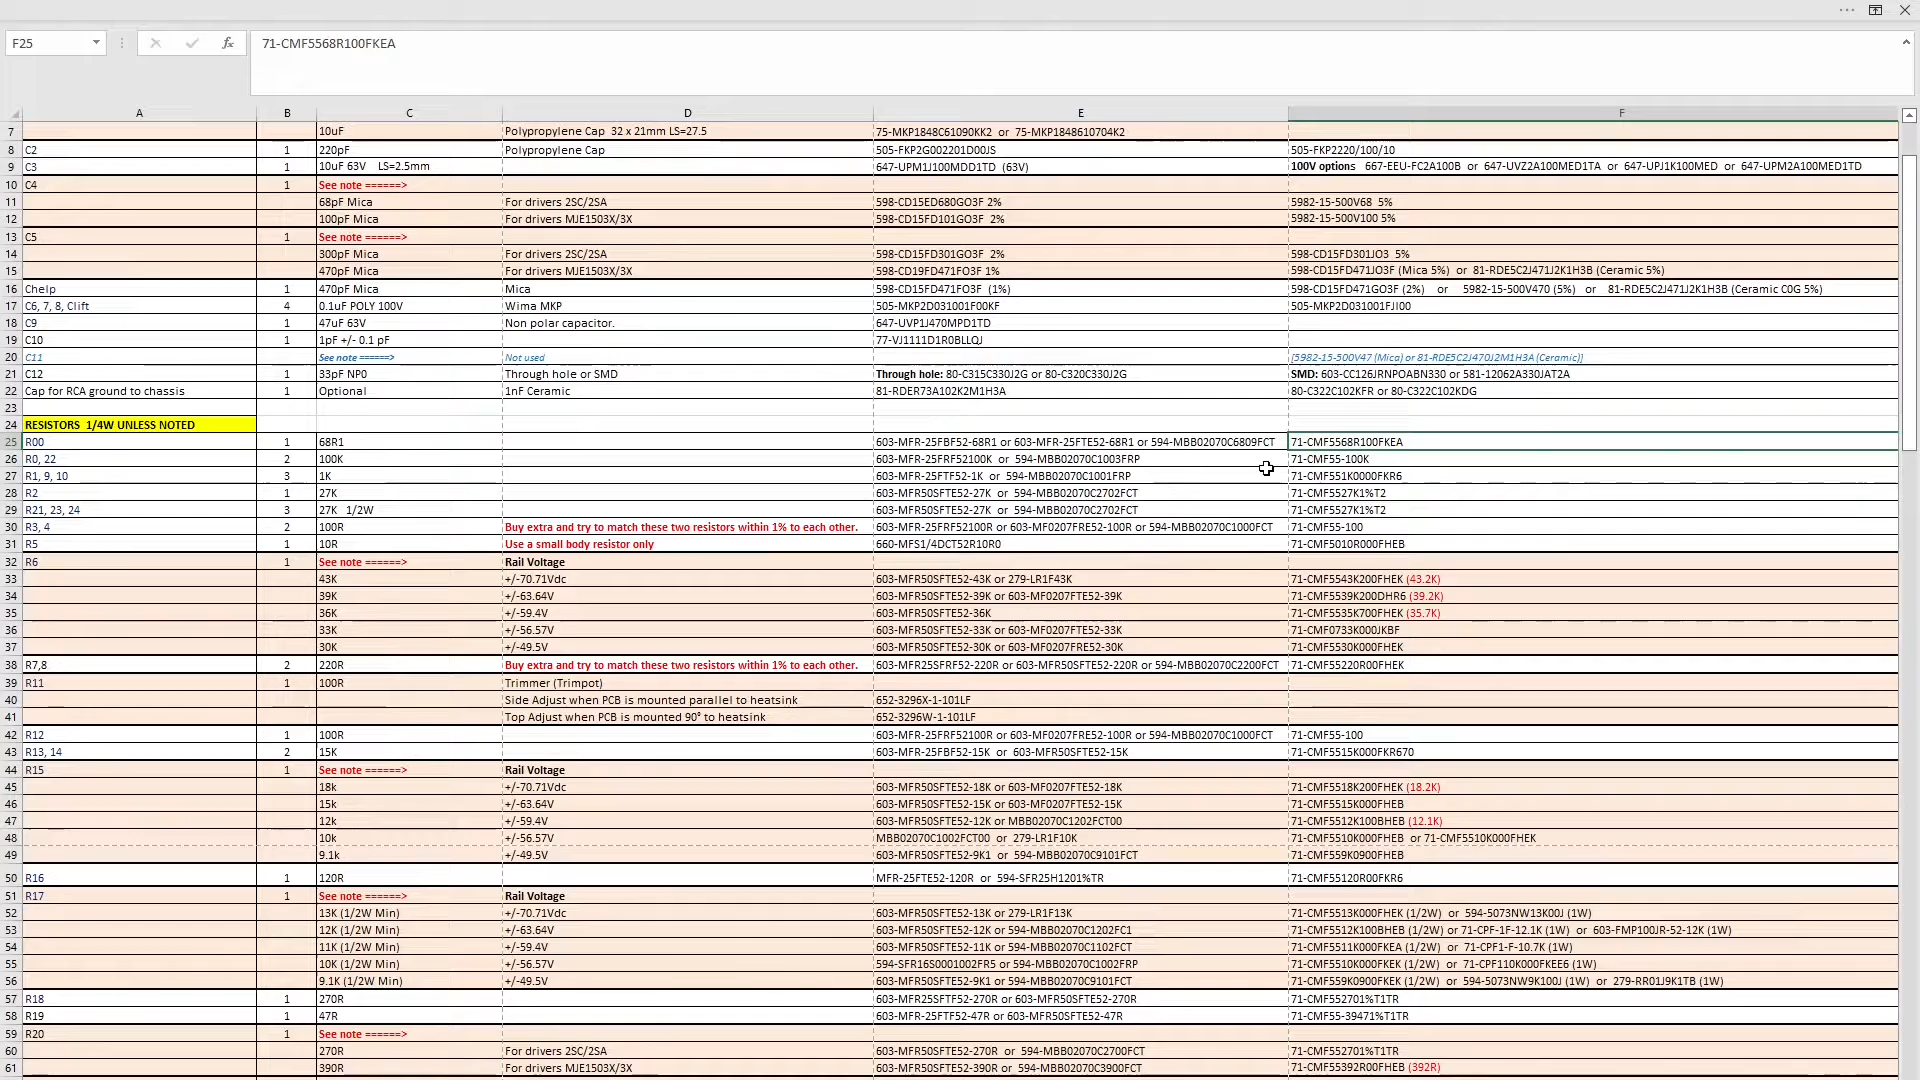 F25 fx 71-CMF5568R100FKEA
A B C D E F
7 10uF Polypropylene Cap 32 x 21mm LS=27.5 75-MKP1848C61090KK2 or 75-MKP1848610704K2
8 C2 1 220pF Polypropylene Cap 505-FKP2G002201D00JS 505-FKP2220/100/10
9 C3 1 10uF 63V LS=2.5mm 647-UPM1J100MDD1TD (63V) 100V options 667-EEU-FC2A100B or 647-UVZ2A100MED1TA or 647-UPJ1K100MED or 647-UPM2A100MED1TD
10 C4 1 See note ======>
11 68pF Mica For drivers 2SC/2SA 598-CD15ED680GO3F 2% 5982-15-500V68 5%
12 100pF Mica For drivers MJE1503X/3X 598-CD15FD101GO3F 2% 5982-15-500V100 5%
13 C5 1 See note ======>
14 300pF Mica For drivers 2SC/2SA 598-CD15FD301GO3F 2% 598-CD15FD301JO3 5%
15 470pF Mica For drivers MJE1503X/3X 598-CD19FD471FO3F 1% 598-CD15FD471JO3F (Mica 5%) or 81-RDE5C2J471J2K1H3B (Ceramic 5%)
16 Chelp 1 470pF Mica Mica 598-CD15FD471FO3F (1%) 598-CD15FD471GO3F (2%) or 5982-15-500V470 (5%) or 81-RDE5C2J471J2K1H3B (Ceramic C0G 5%)
17 C6, 7, 8, Clift 4 0.1uF POLY 100V Wima MKP 505-MKP2D031001F00KF 505-MKP2D031001FJI00
18 C9 1 47uF 63V Non polar capacitor. 647-UVP1J470MPD1TD
19 C10 1 1pF +/- 0.1 pF 77-VJ1111D1R0BLLQJ
20 C11 See note ======> Not used [5982-15-500V47 (Mica) or 81-RDE5C2J470J2M1H3A (Ceramic)]
21 C12 1 33pF NP0 Through hole or SMD Through hole: 80-C315C330J2G or 80-C320C330J2G SMD: 603-CC126JRNPOABN330 or 581-12062A330JAT2A
22 Cap for RCA ground to chassis 1 Optional 1nF Ceramic 81-RDER73A102K2M1H3A 80-C322C102KFR or 80-C322C102KDG
23
24 RESISTORS 1/4W UNLESS NOTED
25 R00 1 68R1 603-MFR-25FBF52-68R1 or 603-MFR-25FTE52-68R1 or 594-MBB02070C6809FCT 71-CMF5568R100FKEA
26 R0, 22 2 100K 603-MFR-25FRF52100K or 594-MBB02070C1003FRP 71-CMF55-100K
27 R1, 9, 10 3 1K 603-MFR-25FTF52-1K or 594-MBB02070C1001FRP 71-CMF551K0000FKR6
28 R2 1 27K 603-MFR50SFTE52-27K or 594-MBB02070C2702FCT 71-CMF5527K1%T2
29 R21, 23, 24 3 27K 1/2W 603-MFR50SFTE52-27K or 594-MBB02070C2702FCT 71-CMF5527K1%T2
30 R3, 4 2 100R Buy extra and try to match these two resistors within 1% to each other. 603-MFR-25FRF52100R or 603-MF0207FRE52-100R or 594-MBB02070C1000FCT 71-CMF55-100
31 R5 1 10R Use a small body resistor only 660-MFS1/4DCT52R10R0 71-CMF5010R000FHEB
32 R6 1 See note ======> Rail Voltage
33 43K +/-70.71Vdc 603-MFR50SFTE52-43K or 279-LR1F43K 71-CMF5543K200FHEK (43.2K)
34 39K +/-63.64V 603-MFR50SFTE52-39K or 603-MF0207FTE52-39K 71-CMF5539K200DHR6 (39.2K)
35 36K +/-59.4V 603-MFR50SFTE52-36K 71-CMF5535K700FHEK (35.7K)
36 33K +/-56.57V 603-MFR50SFTE52-33K or 603-MF0207FTE52-33K 71-CMF0733K000JKBF
37 30K +/-49.5V 603-MFR50SFTE52-30K or 603-MF0207FRE52-30K 71-CMF5530K000FHEK
38 R7,8 2 220R Buy extra and try to match these two resistors within 1% to each other. 603-MFR25SFRF52-220R or 603-MFR50SFTE52-220R or 594-MBB02070C2200FCT 71-CMF55220R00FHEK
39 R11 1 100R Trimmer (Trimpot)
40 Side Adjust when PCB is mounted parallel to heatsink 652-3296X-1-101LF
41 Top Adjust when PCB is mounted 90° to heatsink 652-3296W-1-101LF
42 R12 1 100R 603-MFR-25FRF52100R or 603-MF0207FRE52-100R or 594-MBB02070C1000FCT 71-CMF55-100
43 R13, 14 2 15K 603-MFR-25FBF52-15K or 603-MFR50SFTE52-15K 71-CMF5515K000FKR670
44 R15 1 See note ======> Rail Voltage
45 18k +/-70.71Vdc 603-MFR50SFTE52-18K or 603-MF0207FTE52-18K 71-CMF5518K200FHEK (18.2K)
46 15k +/-63.64V 603-MFR50SFTE52-15K or 603-MF0207FTE52-15K 71-CMF5515K000FHEB
47 12k +/-59.4V 603-MFR50SFTE52-12K or MBB02070C1202FCT00 71-CMF5512K100BHEB (12.1K)
48 10k +/-56.57V MBB02070C1002FCT00 or 279-LR1F10K 71-CMF5510K000FHEB or 71-CMF5510K000FHEK
49 9.1k +/-49.5V 603-MFR50SFTE52-9K1 or 594-MBB02070C9101FCT 71-CMF559K0900FHEB
50 R16 1 120R MFR-25FTE52-120R or 594-SFR25H1201%TR 71-CMF55120R00FKR6
51 R17 1 See note ======> Rail Voltage
52 13K (1/2W Min) +/-70.71Vdc 603-MFR50SFTE52-13K or 279-LR1F13K 71-CMF5513K000FHEK (1/2W) or 594-5073NW13K00J (1W)
53 12K (1/2W Min) +/-63.64V 603-MFR50SFTE52-12K or 594-MBB02070C1202FC1 71-CMF5512K100BHEB (1/2W) or 71-CPF-1F-12.1K (1W) or 603-FMP100JR-52-12K (1W)
54 11K (1/2W Min) +/-59.4V 603-MFR50SFTE52-11K or 594-MBB02070C1102FCT 71-CMF5511K000FKEA (1/2W) or 71-CPF1-F-10.7K (1W)
55 10K (1/2W Min) +/-56.57V 594-SFR16S0001002FR5 or 594-MBB02070C1002FRP 71-CMF5510K000FKEK (1/2W) or 71-CPF110K000FKEE6 (1W)
56 9.1K (1/2W Min) +/-49.5V 603-MFR50SFTE52-9K1 or 594-MBB02070C9101FCT 71-CMF559K0900FKEK (1/2W) or 594-5073NW9K100J (1W) or 279-RR01J9K1TB (1W)
57 R18 1 270R 603-MFR25SFTF52-270R or 603-MFR50SFTE52-270R 71-CMF552701%T1TR
58 R19 1 47R 603-MFR-25FTF52-47R or 603-MFR50SFTE52-47R 71-CMF55-39471%T1TR
59 R20 1 See note ======>
60 270R For drivers 2SC/2SA 603-MFR50SFTE52-270R or 594-MBB02070C2700FCT 71-CMF552701%T1TR
61 390R For drivers MJE1503X/3X 603-MFR50SFTE52-390R or 594-MBB02070C3900FCT 71-CMF55392R00FHEB (392R)